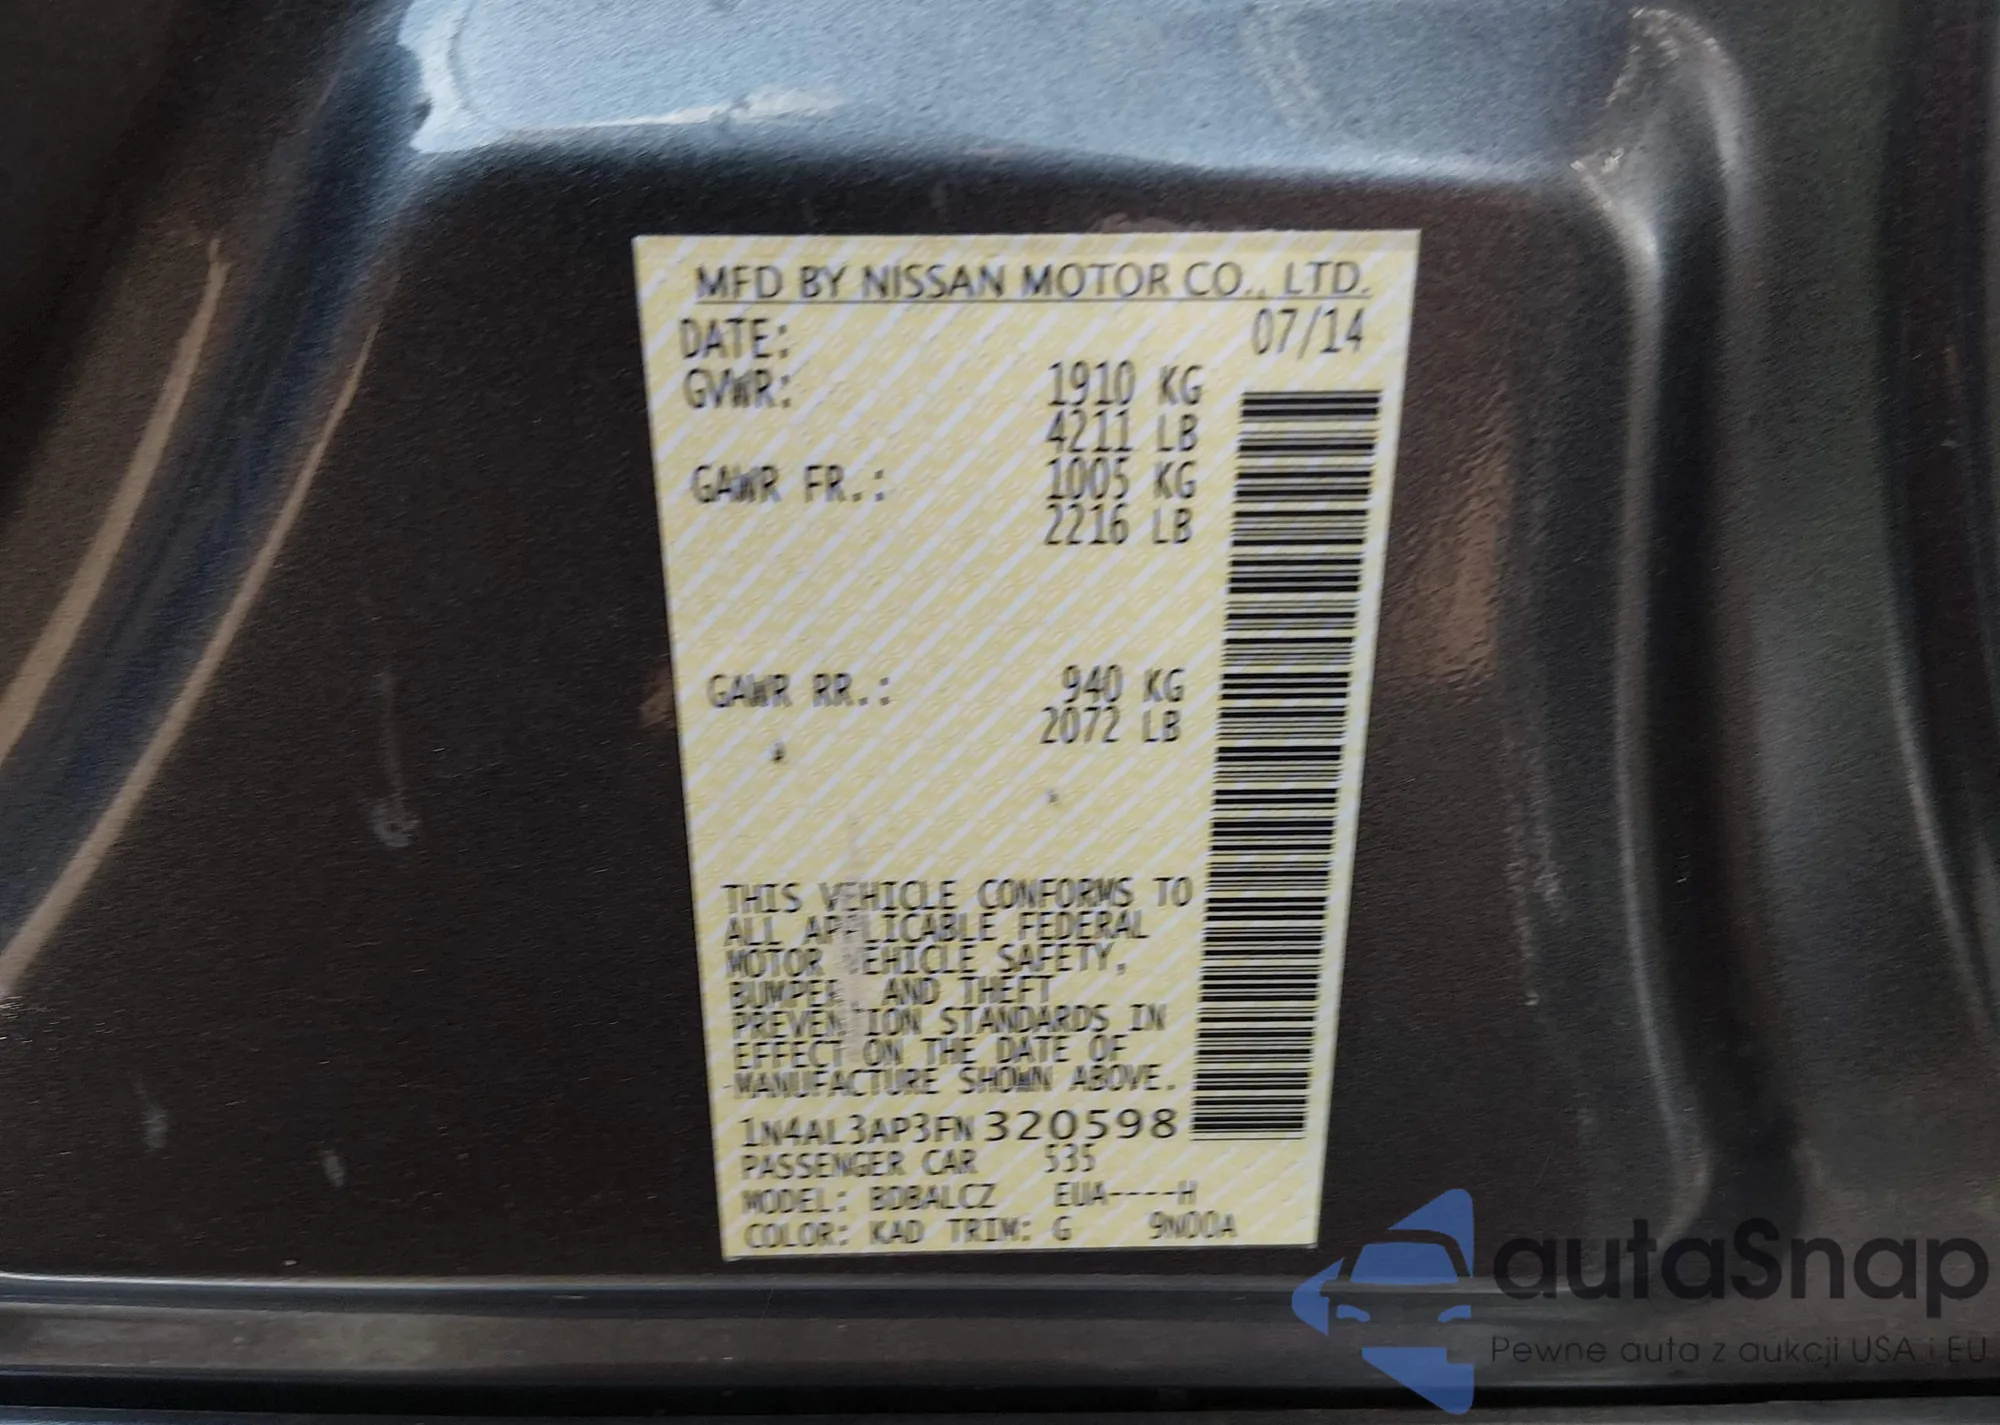 MFD BY NISSAN MOTOR CO., LTD.
DATE: 07/14
GVWR: 1910 KG
4211 LB
GAWR FR.: 1005 KG
2216 LB
GAWR RR.: 940 KG
2072 LB
THIS VEHICLE CONFORMS TO
ALL APPLICABLE FEDERAL
MOTOR VEHICLE SAFETY,
BUMPER, AND THEFT
PREVENTION STANDARDS IN
EFFECT ON THE DATE OF
MANUFACTURE SHOWN ABOVE.
1N4AL3AP3FN320598
PASSENGER CAR 535
MODEL: BDBALCZ EUA----H
COLOR: KAD TRIM: G 9N00A
autaSnap
Pewne auta z aukcji USA i EU